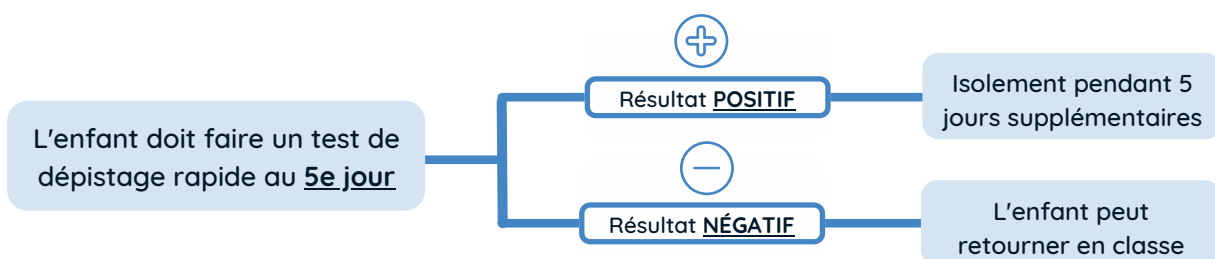 L'enfant doit faire un test de
dépistage rapide au 5e jour
Résultat POSITIF
Isolement pendant 5
jours supplémentaires
Résultat NÉGATIF
L'enfant peut
retourner en classe